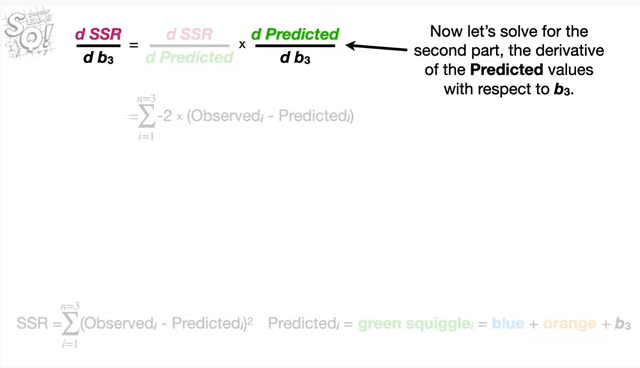 StatQuest!
d SSR / d b₃ = d SSR / d Predicted × d Predicted / d b₃
Now let's solve for the
second part, the derivative
of the Predicted values
with respect to b₃.
= n=3 ∑ i=1 -2 × (Observedᵢ - Predictedᵢ)
SSR = n=3 ∑ i=1 (Observedᵢ - Predictedᵢ)² Predictedᵢ = green squiggleᵢ = blue + orange + b₃